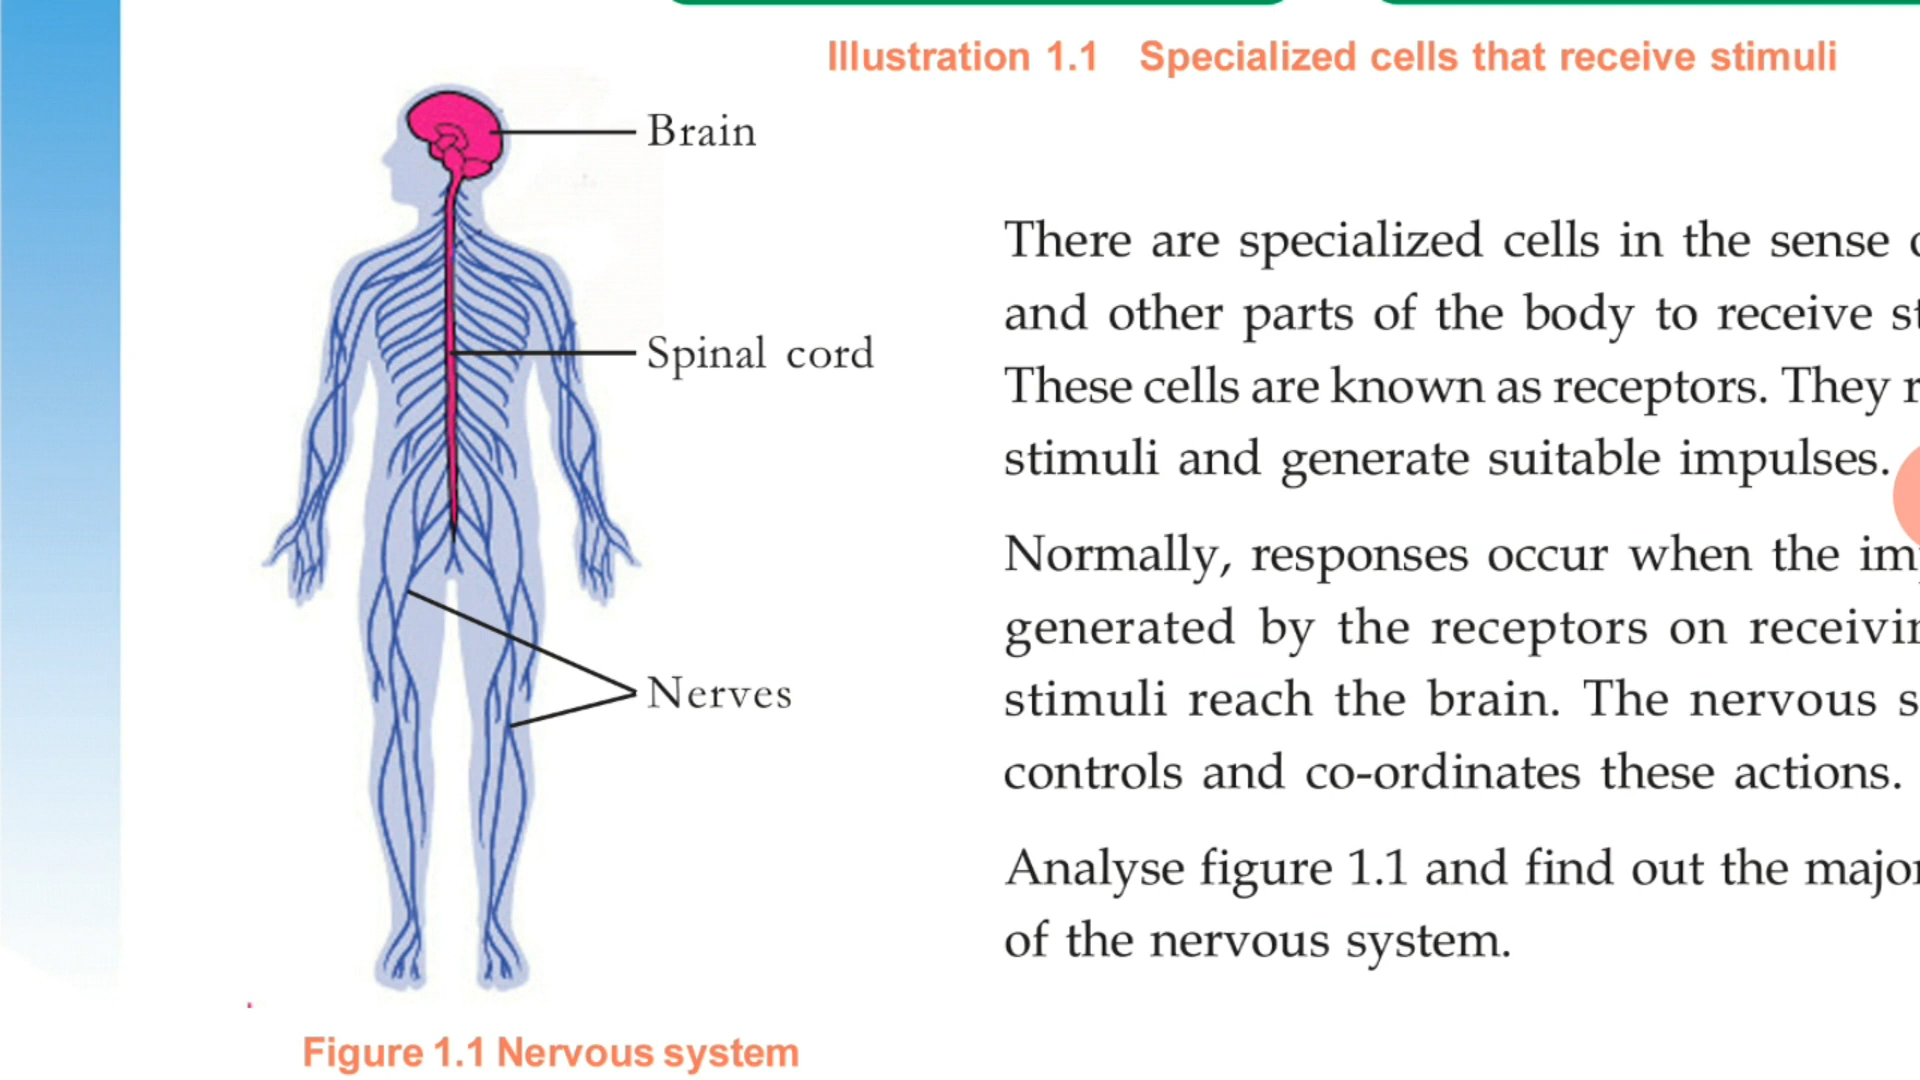 Illustration 1.1 Specialized cells that receive stimuli
Brain
Spinal cord
Nerves
Figure 1.1 Nervous system
There are specialized cells in the sense
and other parts of the body to receive
These cells are known as receptors. They
stimuli and generate suitable impulses.
Normally, responses occur when the
generated by the receptors on
stimuli reach the brain. The nervous
controls and co-ordinates these actions.
Analyse figure 1.1 and find out the major
of the nervous system.